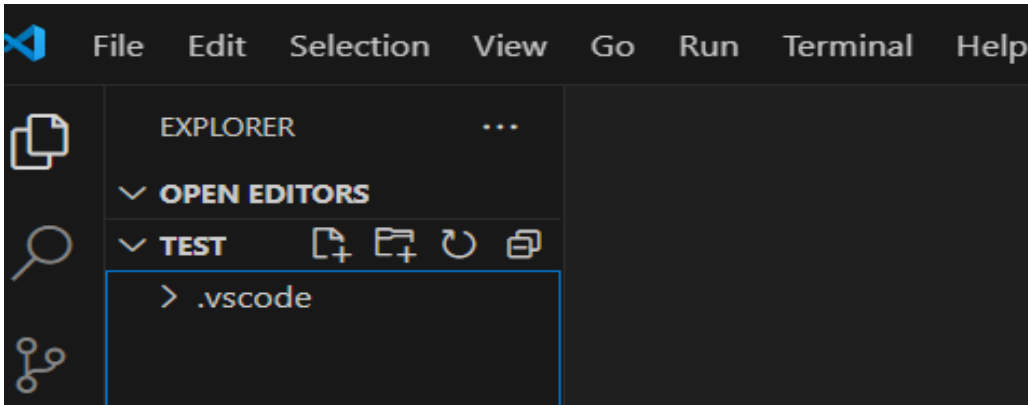 File Edit Selection View Go Run Terminal Help
EXPLORER
OPEN EDITORS
TEST
.vscode